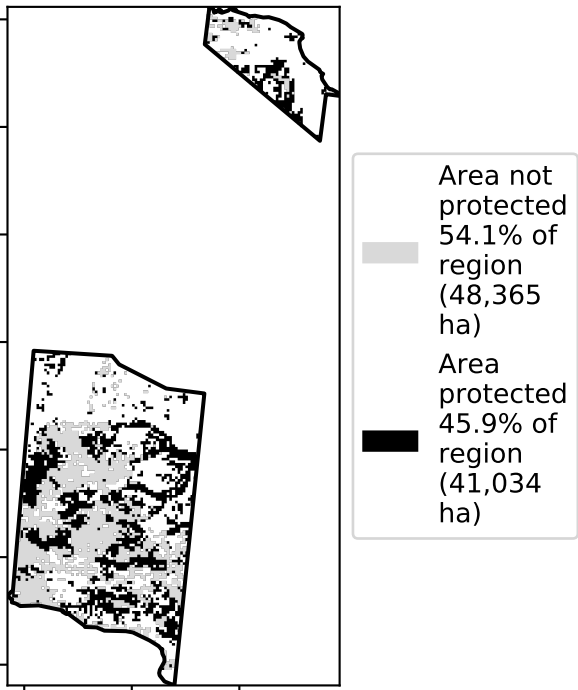 Area not
protected
54.1% of
region
(48,365
ha)
Area
protected
45.9% of
region
(41,034
ha)